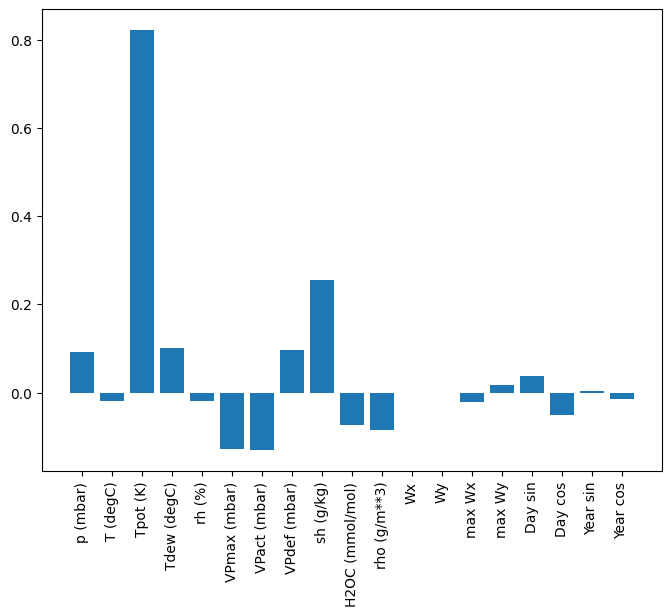 0.8
0.6
0.4
0.2
0.0
p (mbar)
T (degC)
Tpot (K)
Tdew (degC)
rh (%)
VPmax (mbar)
VPact (mbar)
VPdef (mbar)
sh (g/kg)
H2OC (mmol/mol)
rho (g/m**3)
Wx
Wy
max Wx
max Wy
Day sin
Day cos
Year sin
Year cos